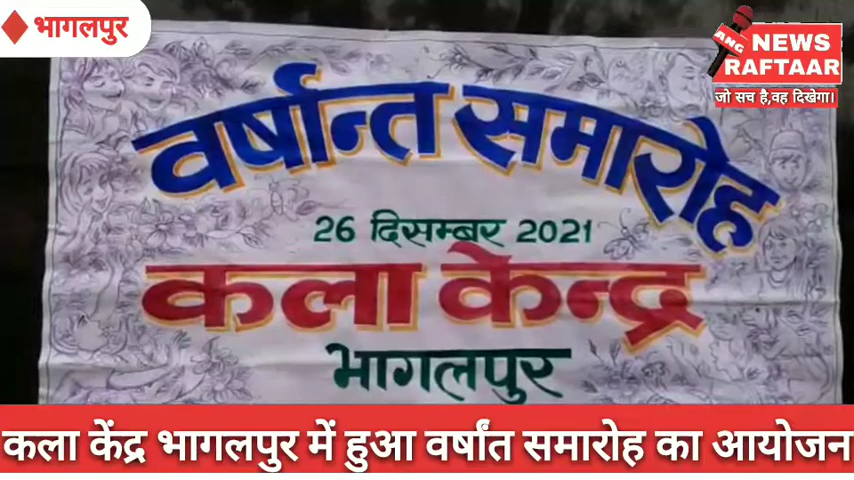 भागलपुर
ANG NEWS
RAFTAAR
जो सच है,वह दिखेगा।
वर्षान्त समारोह
26 दिसम्बर 2021
कला केन्द्र
भागलपुर
कला केंद्र भागलपुर में हुआ वर्षांत समारोह का आयोजन